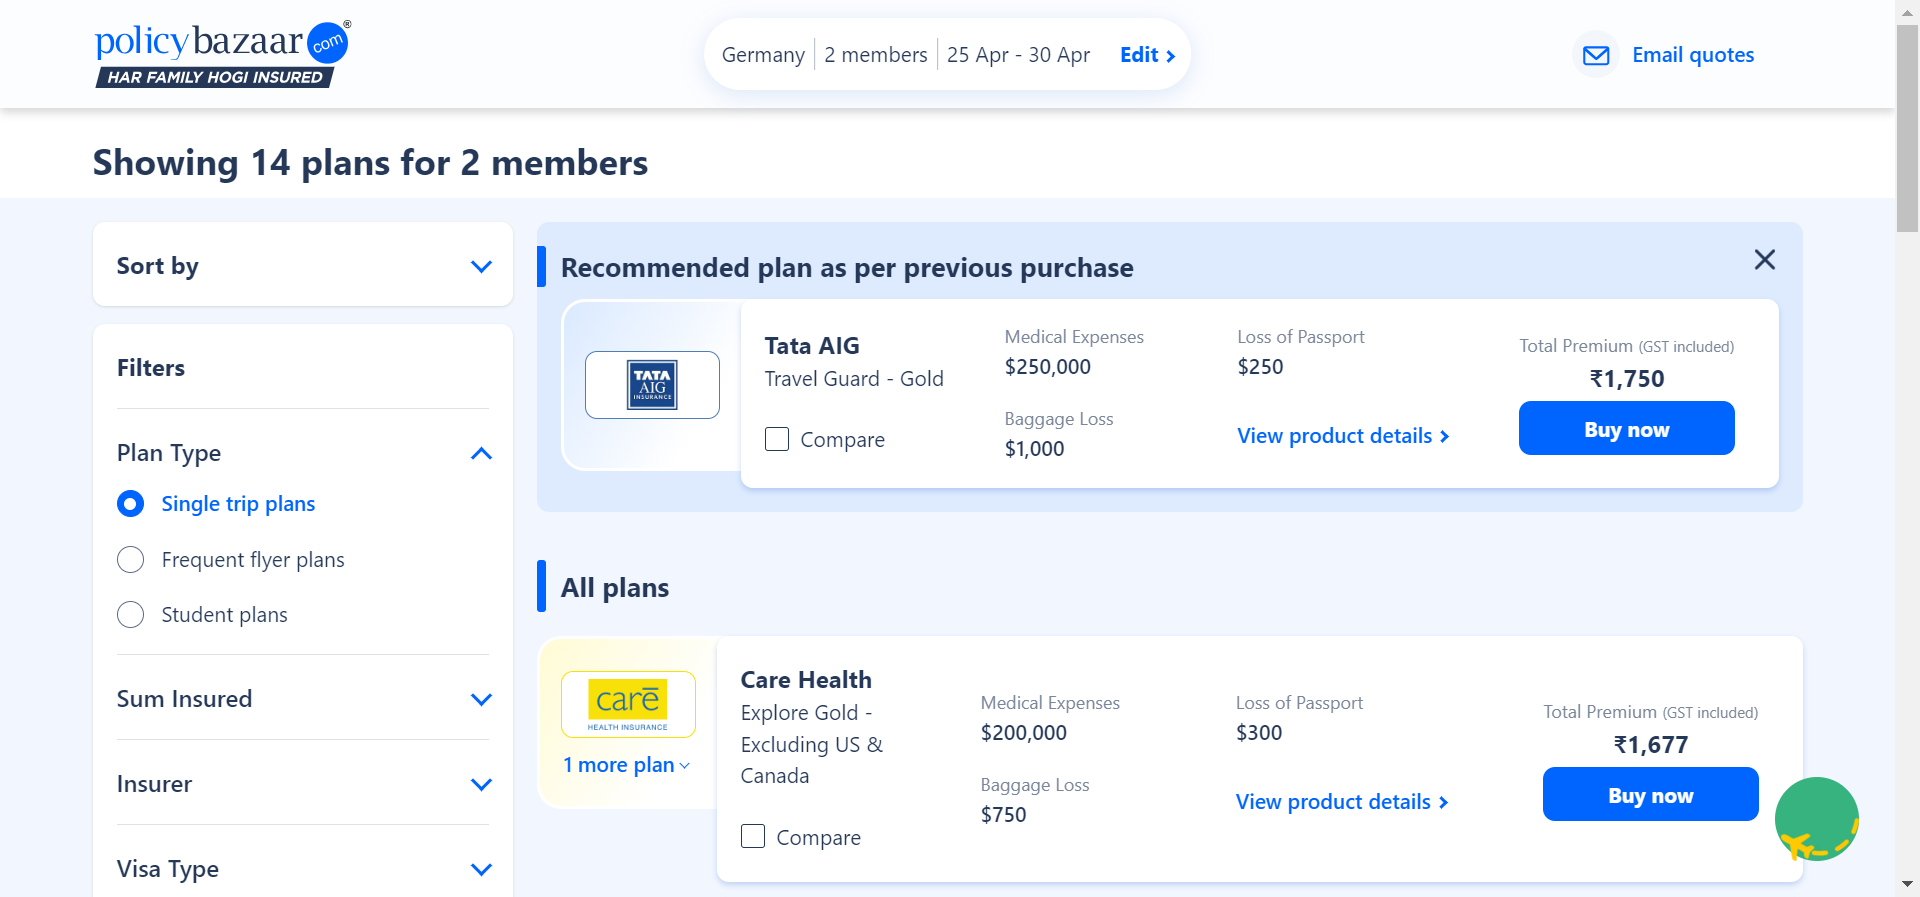 policybazaar com ®
HAR FAMILY HOGI INSURED
Germany 2 members 25 Apr - 30 Apr Edit
Email quotes
Showing 14 plans for 2 members
Sort by
Filters
Plan Type
Single trip plans
Frequent flyer plans
Student plans
Sum Insured
Insurer
Visa Type
Recommended plan as per previous purchase
TATA
AIG
INSURANCE
Tata AIG
Travel Guard - Gold
Compare
Medical Expenses
$250,000
Baggage Loss
$1,000
Loss of Passport
$250
View product details
Total Premium (GST included)
₹1,750
Buy now
All plans
carē
HEALTH INSURANCE
1 more plan
Care Health
Explore Gold -
Excluding US &
Canada
Compare
Medical Expenses
$200,000
Baggage Loss
$750
Loss of Passport
$300
View product details
Total Premium (GST included)
₹1,677
Buy now